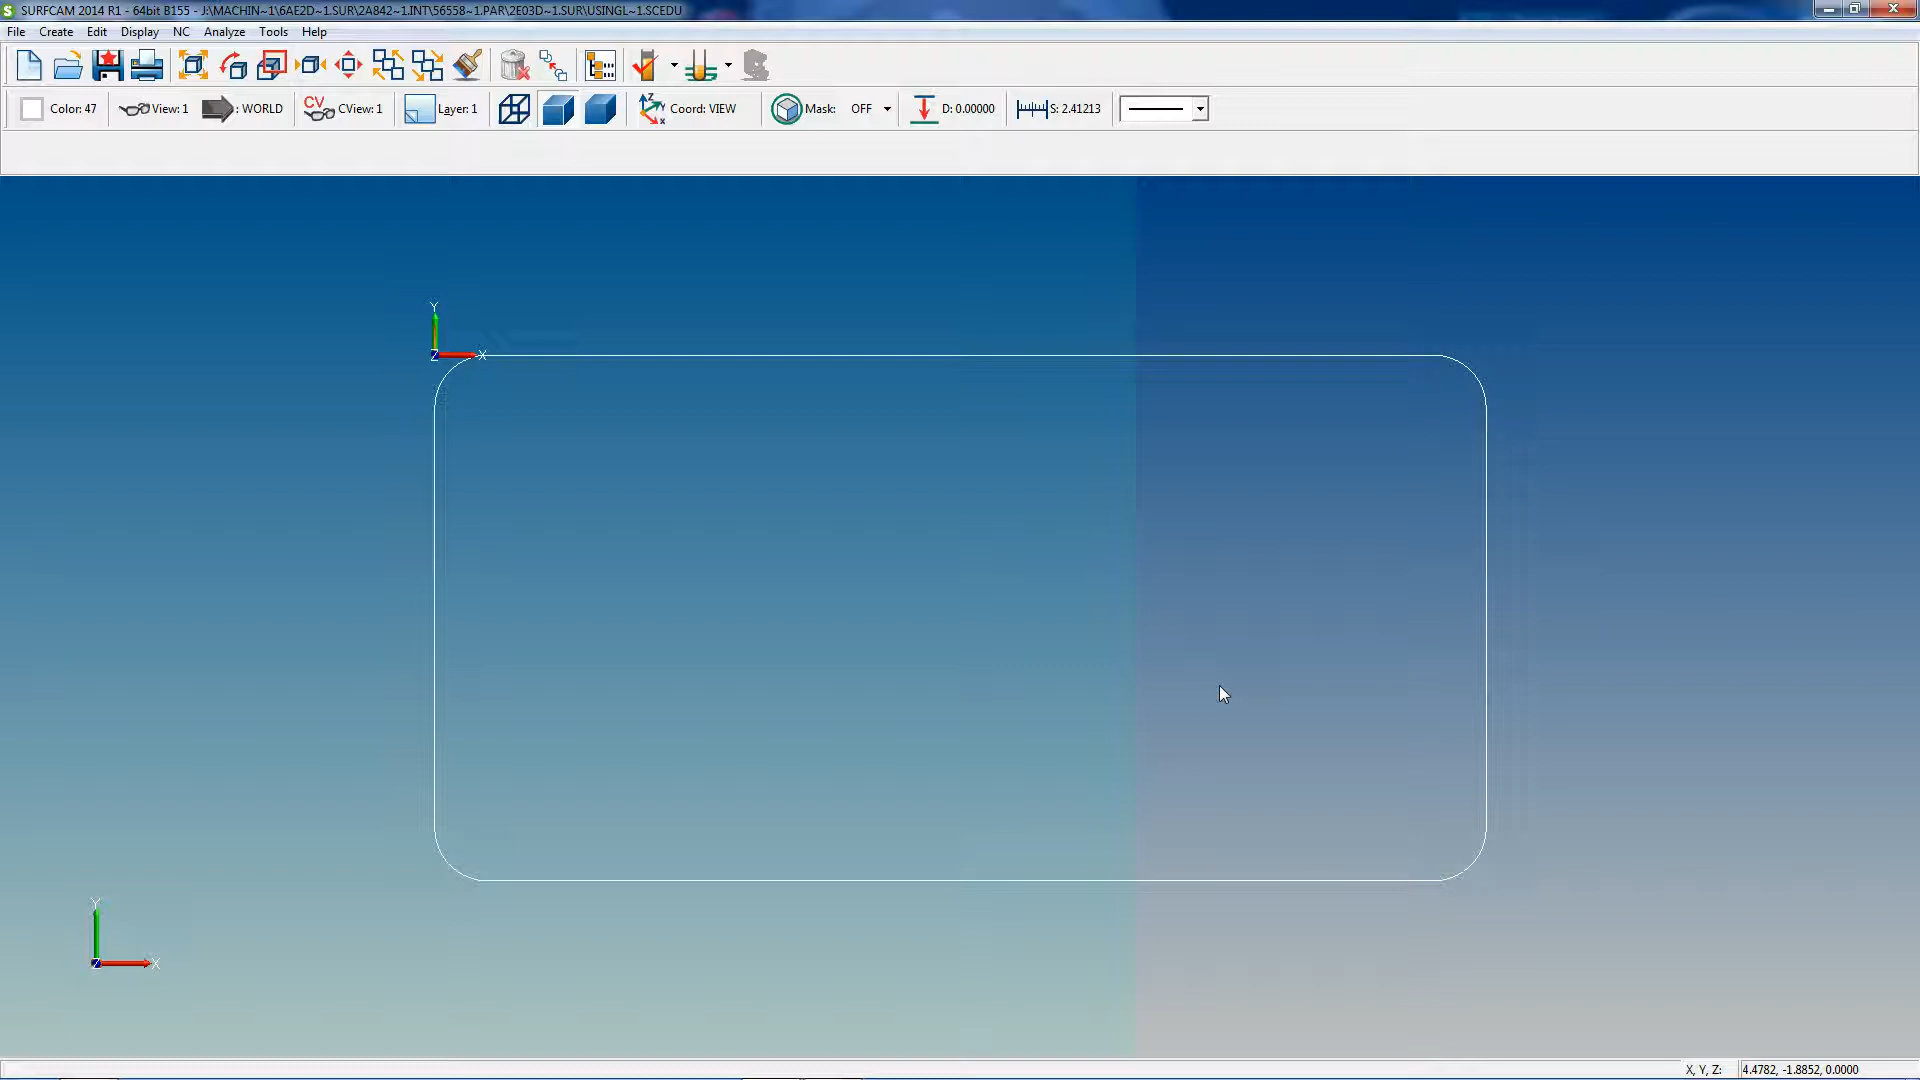 SURFCAM 2014 R1 - 64bit B155 - J:\MACHIN~1\6AE2D~1.SUR\2A842~1.INT\56558~1.PAR\2E03D~1.SUR\USINGL~1.SCEDU
File Create Edit Display NC Analyze Tools Help
Color: 47 View: 1 : WORLD CV CView: 1 Layer: 1 Z Y X Coord: VIEW Mask: OFF D: 0.00000 S: 2.41213
Y
Z X
Y
Z X
X, Y, Z: 4.4782, -1.8852, 0.0000